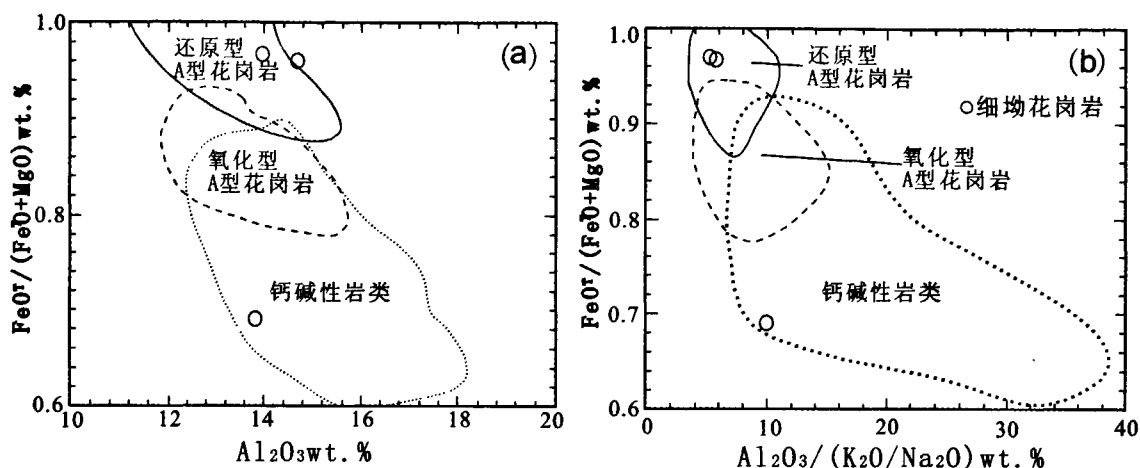 (a)
还原型
A型花岗岩
氧化型
A型花岗岩
钙碱性岩类
FeOᵀ/(FeᵀO+MgO)wt.%
1.0
0.8
0.6
10
12
14
16
18
20
Al₂O₃wt.%
(b)
还原型
A型花岗岩
细坳花岗岩
氧化型
A型花岗岩
钙碱性岩类
FeOᵀ/(FeᵀO+MgO)wt.%
1.0
0.9
0.8
0.7
0.6
0
10
20
30
40
Al₂O₃/(K₂O/Na₂O)wt.%